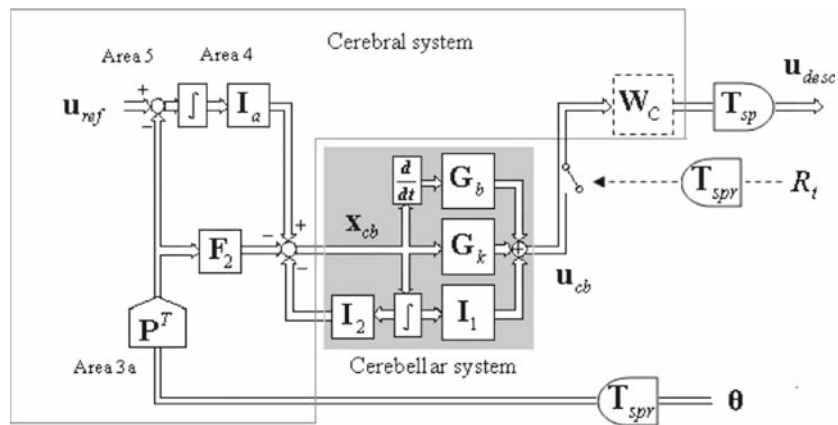 Cerebral system
Area 5
Area 4
u_ref
+
−
∫
I_a
W_C
T_sp
u_desc
T_spr
R_t
d/dt
G_b
x_cb
−
+
−
F_2
G_k
+
u_cb
I_2
∫
I_1
P^T
Area 3a
Cerebellar system
T_spr
θ